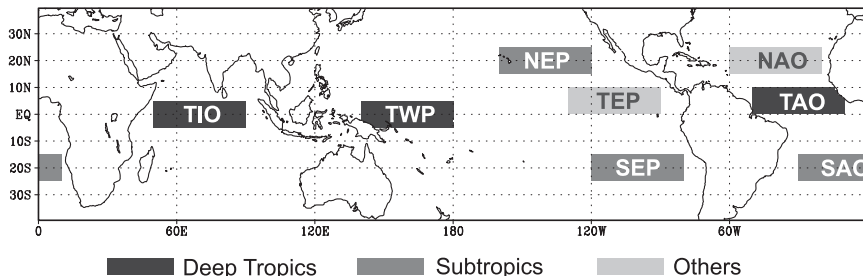 30N
20N NEP NAO
10N TEP
EQ TIO TWP TAO
10S
20S SEP SAO
30S
0 60E 120E 180 120W 60W
Deep Tropics Subtropics Others